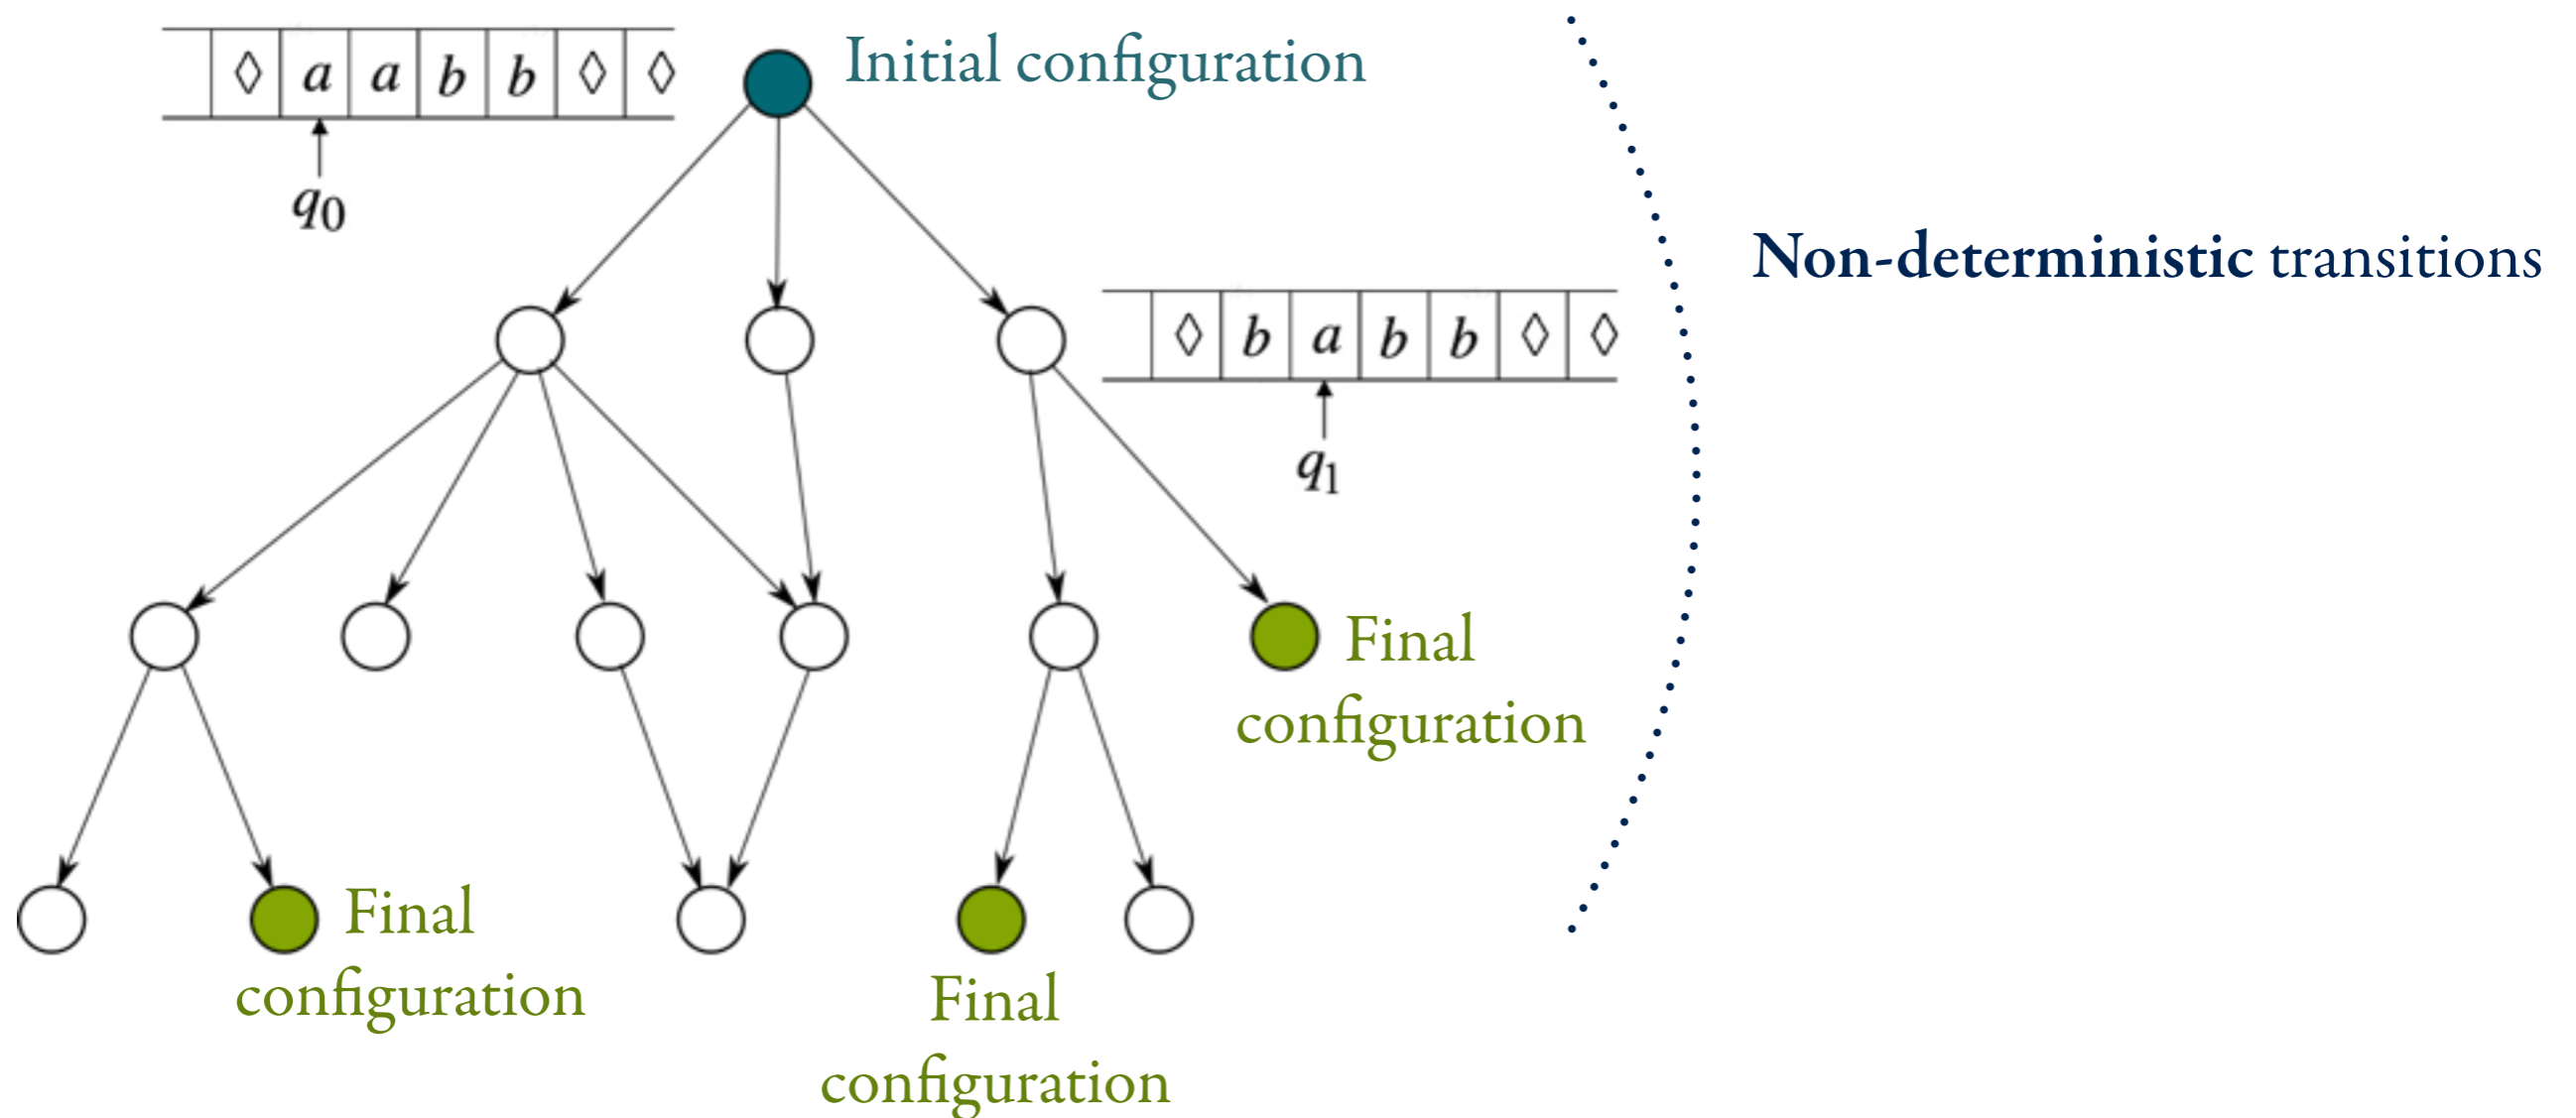 ◊ a a b b ◊ ◊
Initial configuration
q0
Non-deterministic transitions
◊ b a b b ◊ ◊
q1
Final
configuration
Final
configuration
Final
configuration